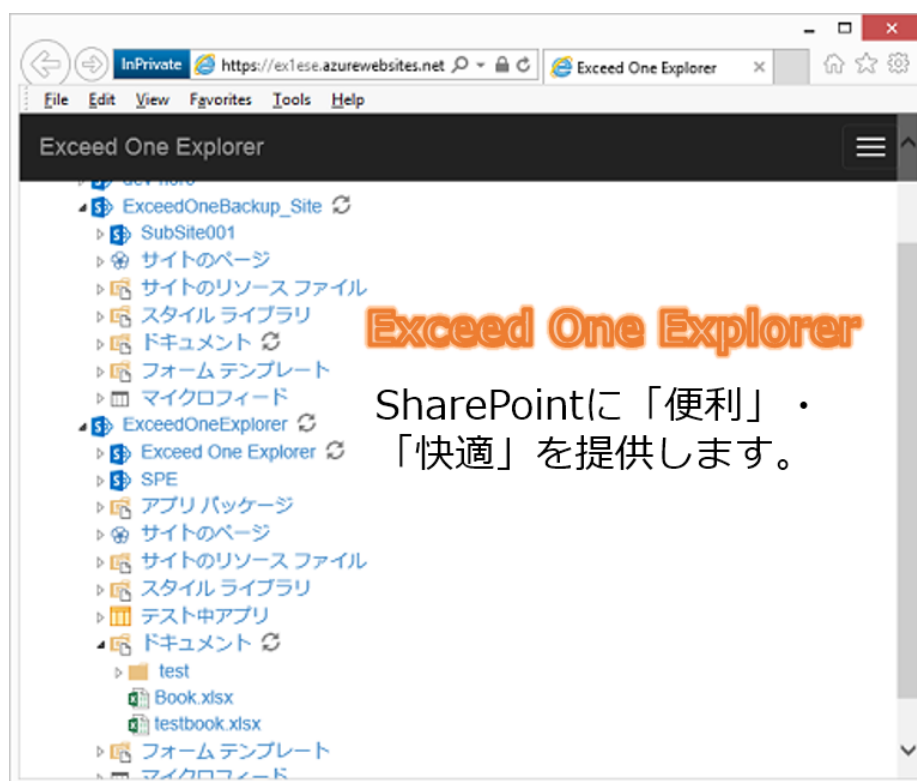 InPrivate
https://ex1ese.azurewebsites.net
Exceed One Explorer
File Edit View Favorites Tools Help
Exceed One Explorer
ExceedOneBackup_Site
SubSite001
サイトのページ
サイトのリソース ファイル
スタイル ライブラリ
ドキュメント
フォーム テンプレート
マイクロフィード
ExceedOneExplorer
Exceed One Explorer
SPE
アプリ パッケージ
サイトのページ
サイトのリソース ファイル
スタイル ライブラリ
テスト中アプリ
ドキュメント
test
Book.xlsx
testbook.xlsx
フォーム テンプレート
マイクロフィード
Exceed One Explorer
SharePointに「便利」・
「快適」を提供します。